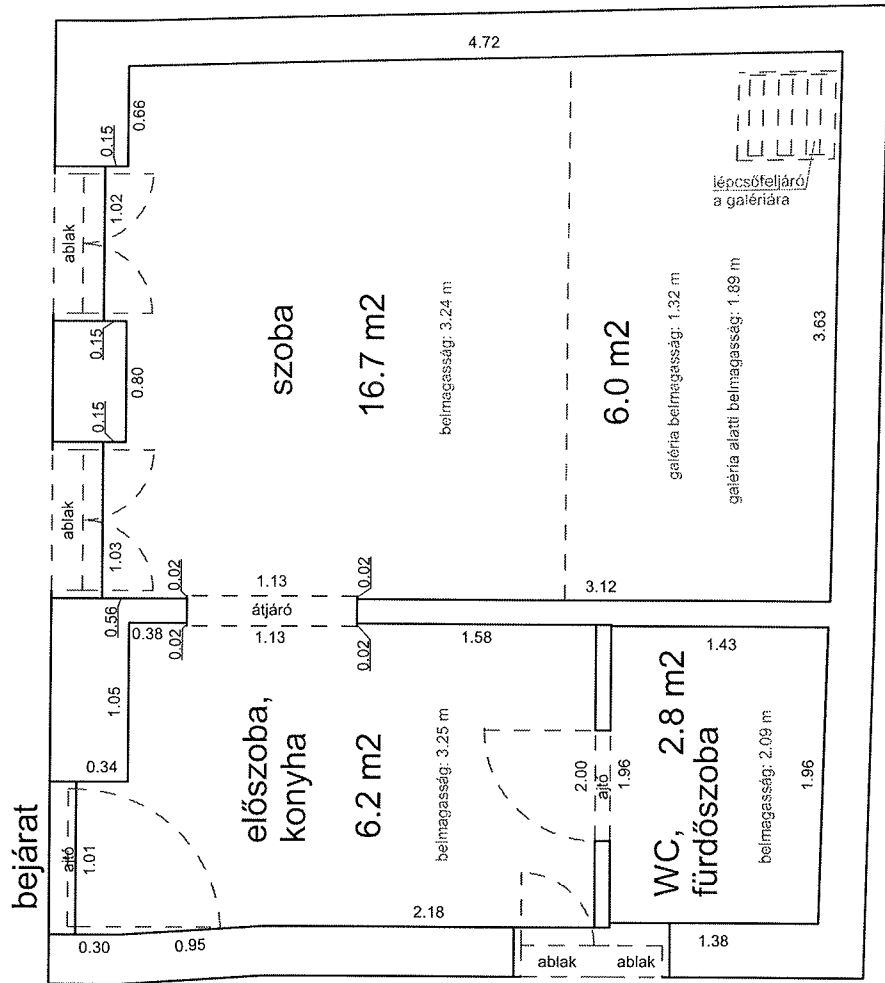 bejárat
4.72
0.15
0.66
ablak
1.02
0.15
0.80
0.15
ablak
1.03
szoba
16.7 m2
belmagasság: 3.24 m
6.0 m2
galéria belmagasság: 1.32 m
galéria alatti belmagasság: 1.89 m
lépcsőfeljáró
a galériára
3.63
3.12
0.02
1.13
0.02
átjáró
0.56
0.38
0.02
1.13
0.02
1.58
1.05
0.34
ajtó
1.01
0.30
0.95
2.18
előszoba,
konyha
6.2 m2
belmagasság: 3.25 m
2.00
ajtó
1.96
1.43
WC, 2.8 m2
fürdőszoba
belmagasság: 2.09 m
1.96
1.38
ablak
ablak